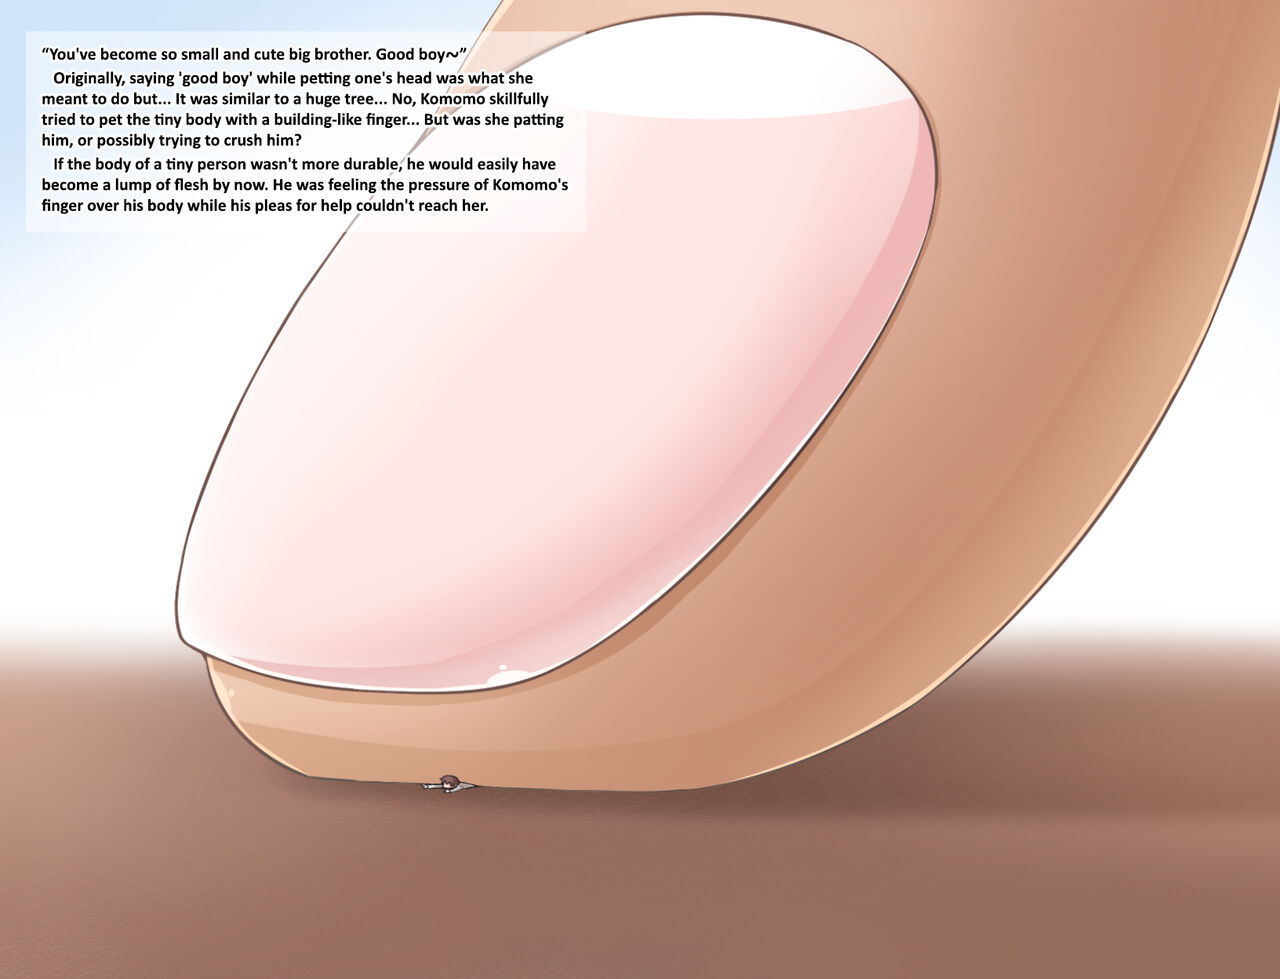 “You've become so small and cute big brother. Good boy~”
Originally, saying 'good boy' while petting one's head was what she
meant to do but... It was similar to a huge tree... No, Komomo skillfully
tried to pet the tiny body with a building-like finger... But was she patting
him, or possibly trying to crush him?
If the body of a tiny person wasn't more durable, he would easily have
become a lump of flesh by now. He was feeling the pressure of Komomo's
finger over his body while his pleas for help couldn't reach her.